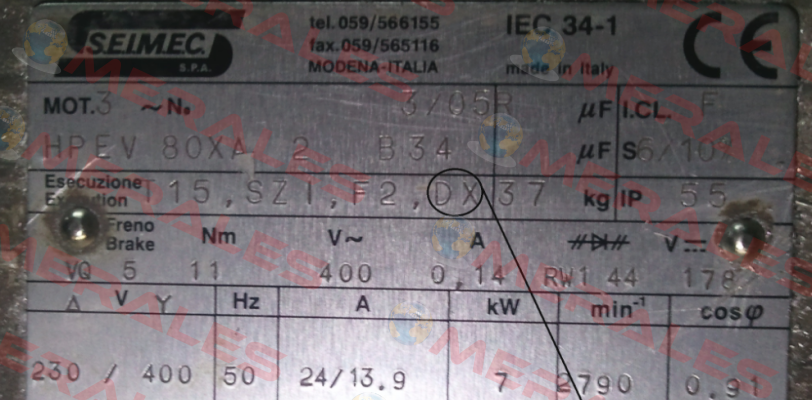 SEIMEC.
S.P.A.
tel. 059/566155
fax. 059/565116
MODENA-ITALIA
IEC 34-1
made in Italy
CE
MOT. 3 ~ No. 3/05R µF I.CL. F
HPEV 80XA 2 B34 µF S6/10%
Esecuzione
Execution T15, SZ1, F2, DX 37 kg IP 55
Freno
Brake Nm V~ A V
VQ 5 11 400 0,14 RW1 44 178
Δ V Y Hz A kW min-1 cosφ
230 / 400 50 24/13.9 7 2790 0.91
MERALES